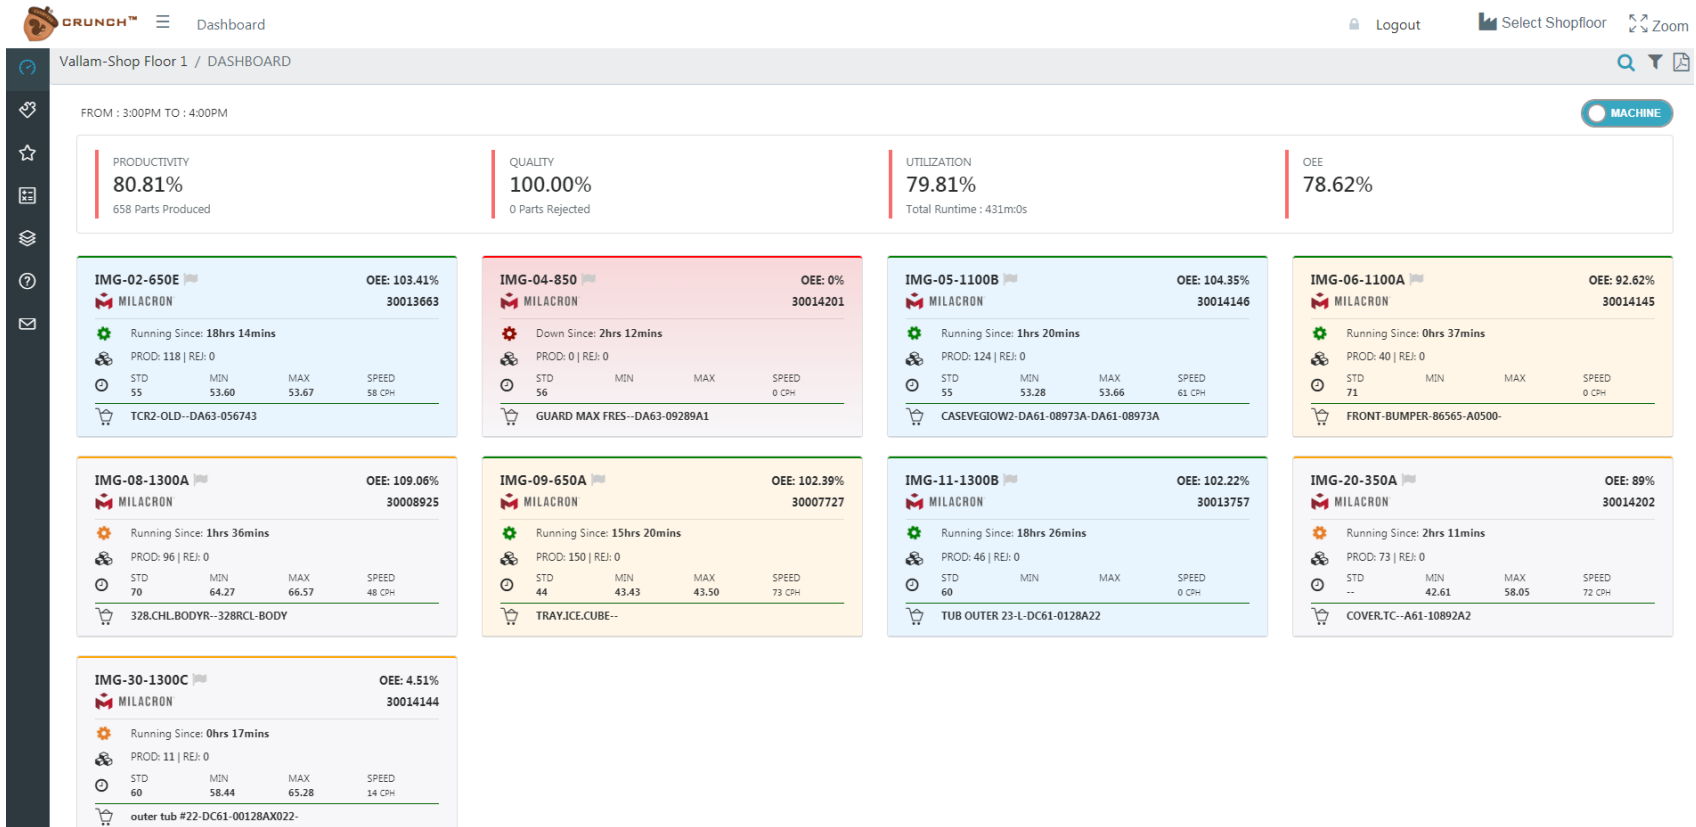 CRUNCH™ Dashboard Logout Select Shopfloor Zoom
Vallam-Shop Floor 1 / DASHBOARD
FROM : 3:00PM TO : 4:00PM MACHINE
PRODUCTIVITY QUALITY UTILIZATION OEE
80.81% 100.00% 79.81% 78.62%
658 Parts Produced 0 Parts Rejected Total Runtime : 431m:0s
IMG-02-650E OEE: 103.41%
MILACRON 30013663
Running Since: 18hrs 14mins
PROD: 118 | REJ: 0
STD MIN MAX SPEED
55 53.60 53.67 58 CPH
TCR2-OLD--DA63-056743
IMG-04-850 OEE: 0%
MILACRON 30014201
Down Since: 2hrs 12mins
PROD: 0 | REJ: 0
STD MIN MAX SPEED
56 0 CPH
GUARD MAX FRES--DA63-09289A1
IMG-05-1100B OEE: 104.35%
MILACRON 30014146
Running Since: 1hrs 20mins
PROD: 124 | REJ: 0
STD MIN MAX SPEED
55 53.28 53.66 61 CPH
CASEVEGIOW2-DA61-08973A-DA61-08973A
IMG-06-1100A OEE: 92.62%
MILACRON 30014145
Running Since: 0hrs 37mins
PROD: 40 | REJ: 0
STD MIN MAX SPEED
71 0 CPH
FRONT-BUMPER-86565-A0500-
IMG-08-1300A OEE: 109.06%
MILACRON 30008925
Running Since: 1hrs 36mins
PROD: 96 | REJ: 0
STD MIN MAX SPEED
70 64.27 66.57 48 CPH
328.CHL.BODYR--328RCL-BODY
IMG-09-650A OEE: 102.39%
MILACRON 30007727
Running Since: 15hrs 20mins
PROD: 150 | REJ: 0
STD MIN MAX SPEED
44 43.43 43.50 73 CPH
TRAY.ICE.CUBE--
IMG-11-1300B OEE: 102.22%
MILACRON 30013757
Running Since: 18hrs 26mins
PROD: 46 | REJ: 0
STD MIN MAX SPEED
60 0 CPH
TUB OUTER 23-L-DC61-0128A22
IMG-20-350A OEE: 89%
MILACRON 30014202
Running Since: 2hrs 11mins
PROD: 73 | REJ: 0
STD MIN MAX SPEED
-- 42.61 58.05 72 CPH
COVER.TC--A61-10892A2
IMG-30-1300C OEE: 4.51%
MILACRON 30014144
Running Since: 0hrs 17mins
PROD: 11 | REJ: 0
STD MIN MAX SPEED
60 58.44 65.28 14 CPH
outer tub #22-DC61-00128AX022-